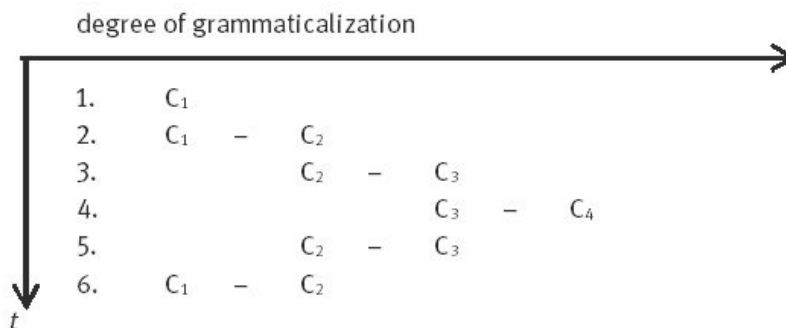 degree of grammaticalization
1. C₁
2. C₁ – C₂
3. C₂ – C₃
4. C₃ – C₄
5. C₂ – C₃
6. C₁ – C₂
t